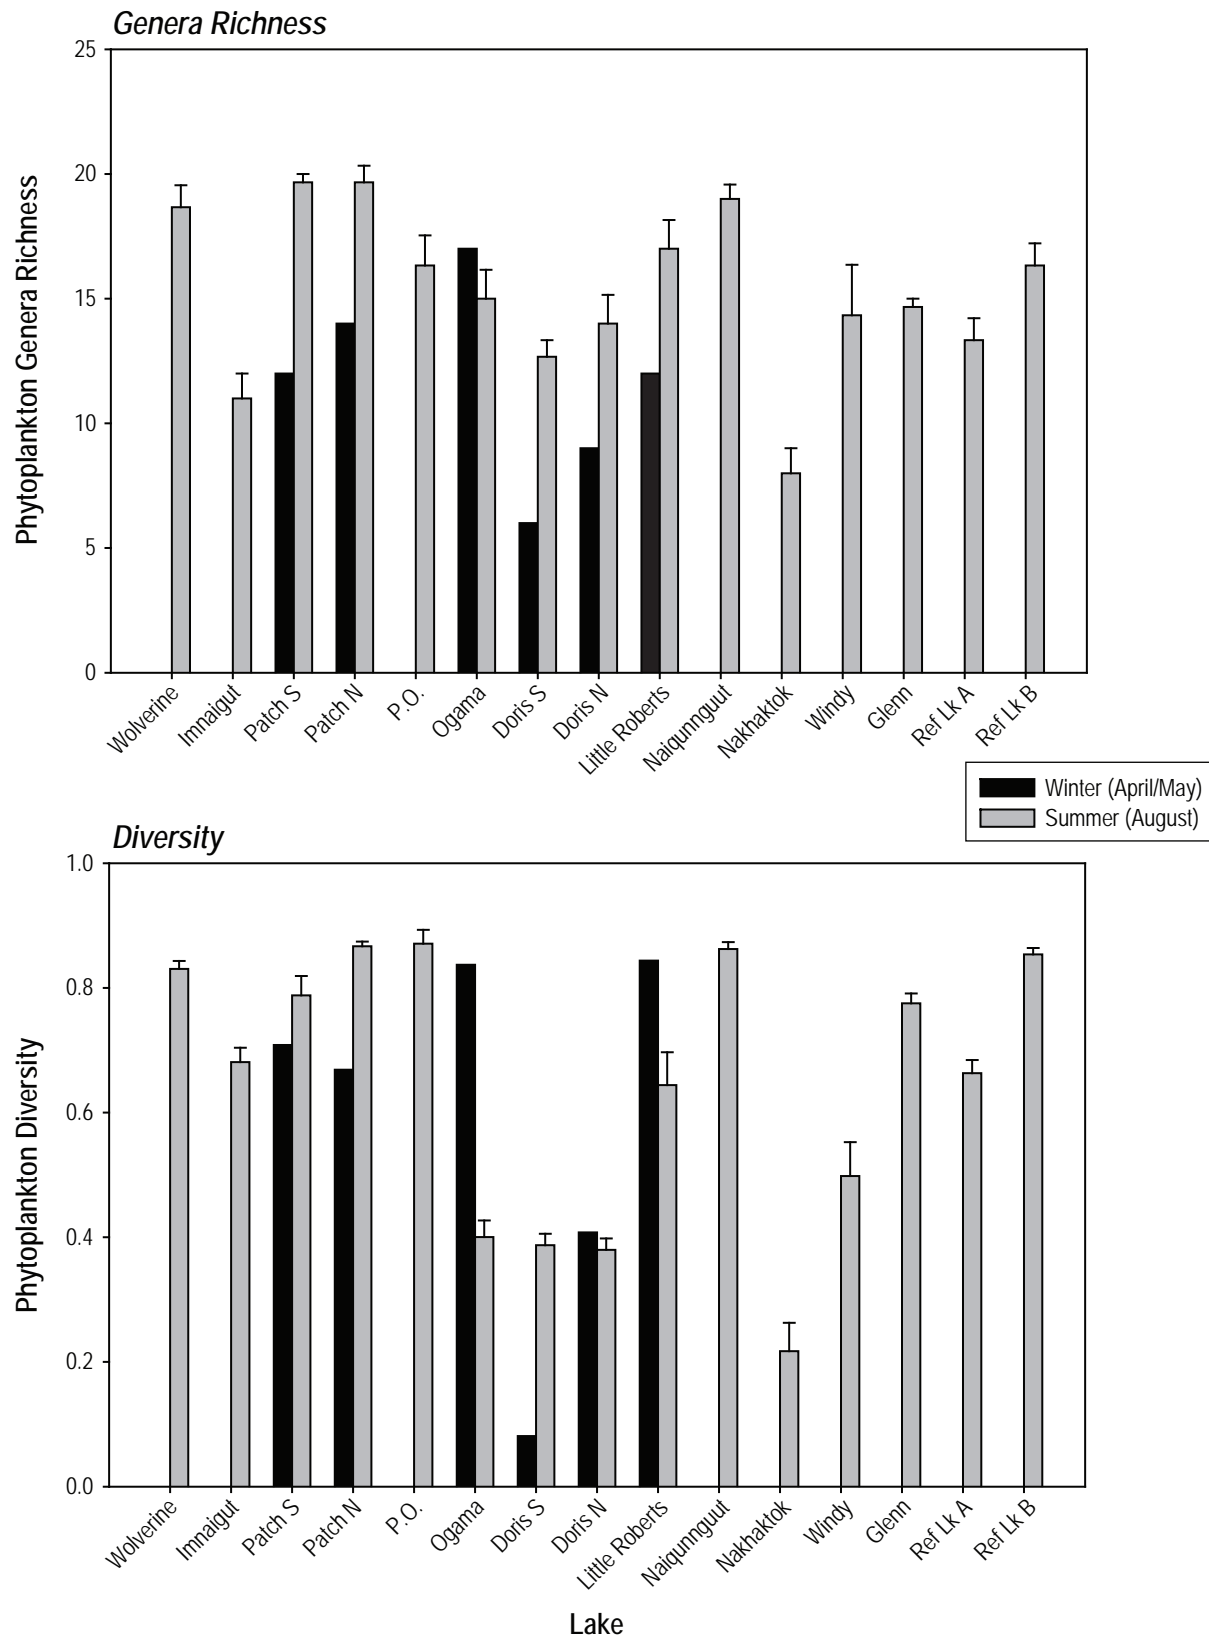 Genera Richness
25
20
15
10
5
0
Phytoplankton Genera Richness
Wolverine
Imnaigut
Patch S
Patch N
P.O.
Ogama
Doris S
Doris N
Little Roberts
Naiqunnguut
Nakhaktok
Windy
Glenn
Ref Lk A
Ref Lk B
Winter (April/May)
Summer (August)
Diversity
1.0
0.8
0.6
0.4
0.2
0.0
Phytoplankton Diversity
Wolverine
Imnaigut
Patch S
Patch N
P.O.
Ogama
Doris S
Doris N
Little Roberts
Naiqunnguut
Nakhaktok
Windy
Glenn
Ref Lk A
Ref Lk B
Lake